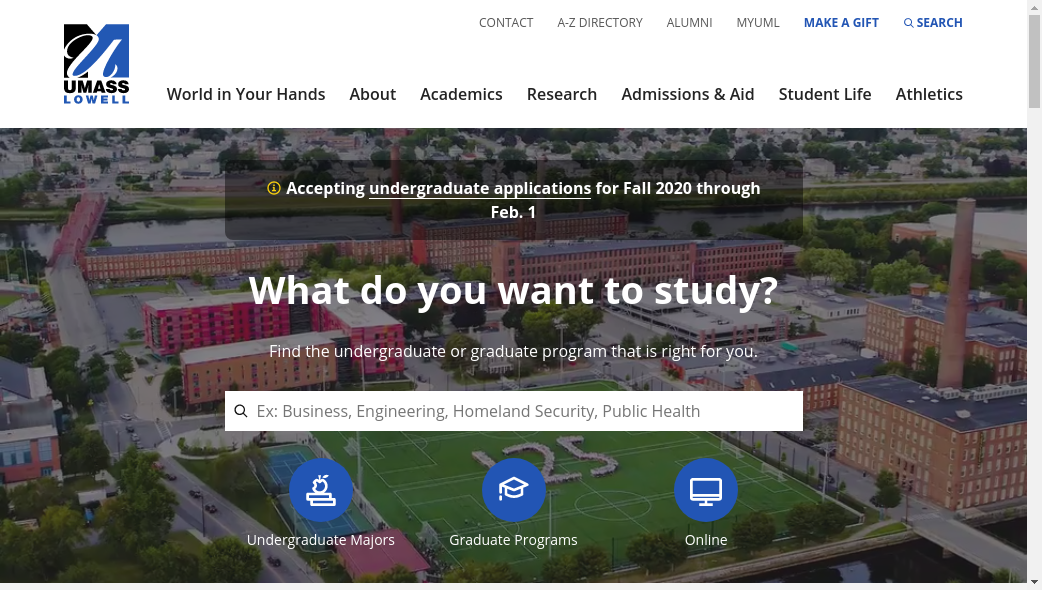 CONTACT A-Z DIRECTORY ALUMNI MYUML MAKE A GIFT SEARCH
UMASS
LOWELL
World in Your Hands About Academics Research Admissions & Aid Student Life Athletics
Accepting undergraduate applications for Fall 2020 through
Feb. 1
What do you want to study?
Find the undergraduate or graduate program that is right for you.
Ex: Business, Engineering, Homeland Security, Public Health
125
Undergraduate Majors Graduate Programs Online